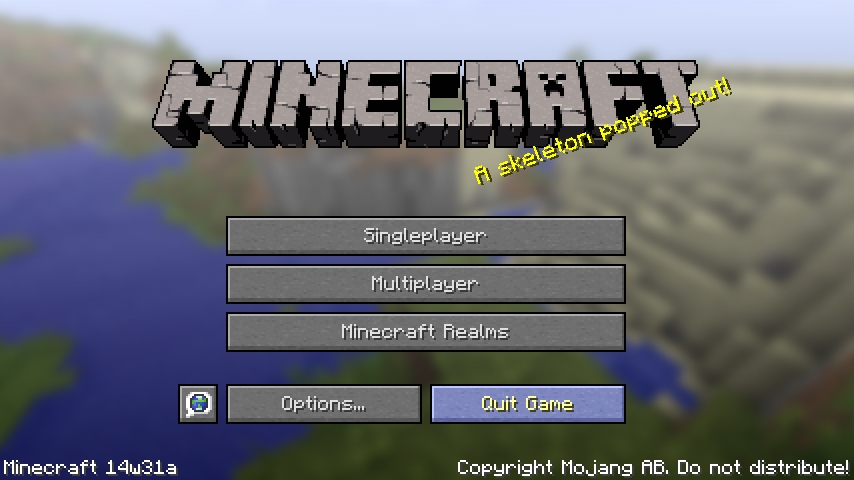 MINECRAFT
A skeleton popped out!
Singleplayer
Multiplayer
Minecraft Realms
Options...
Quit Game
Minecraft 14w31a
Copyright Mojang AB. Do not distribute!